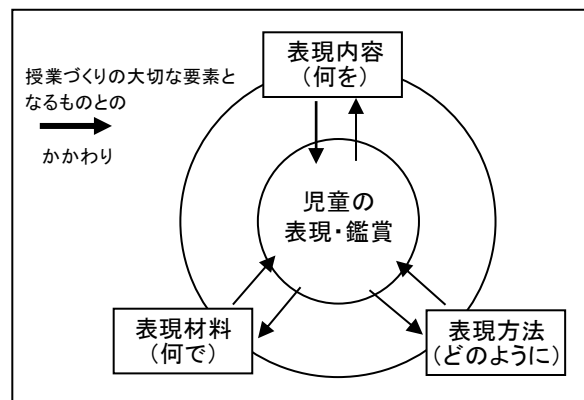 表現内容
(何を)
授業づくりの大切な要素と
なるものとの
かかわり
児童の
表現・鑑賞
表現材料
(何で)
表現方法
(どのように)